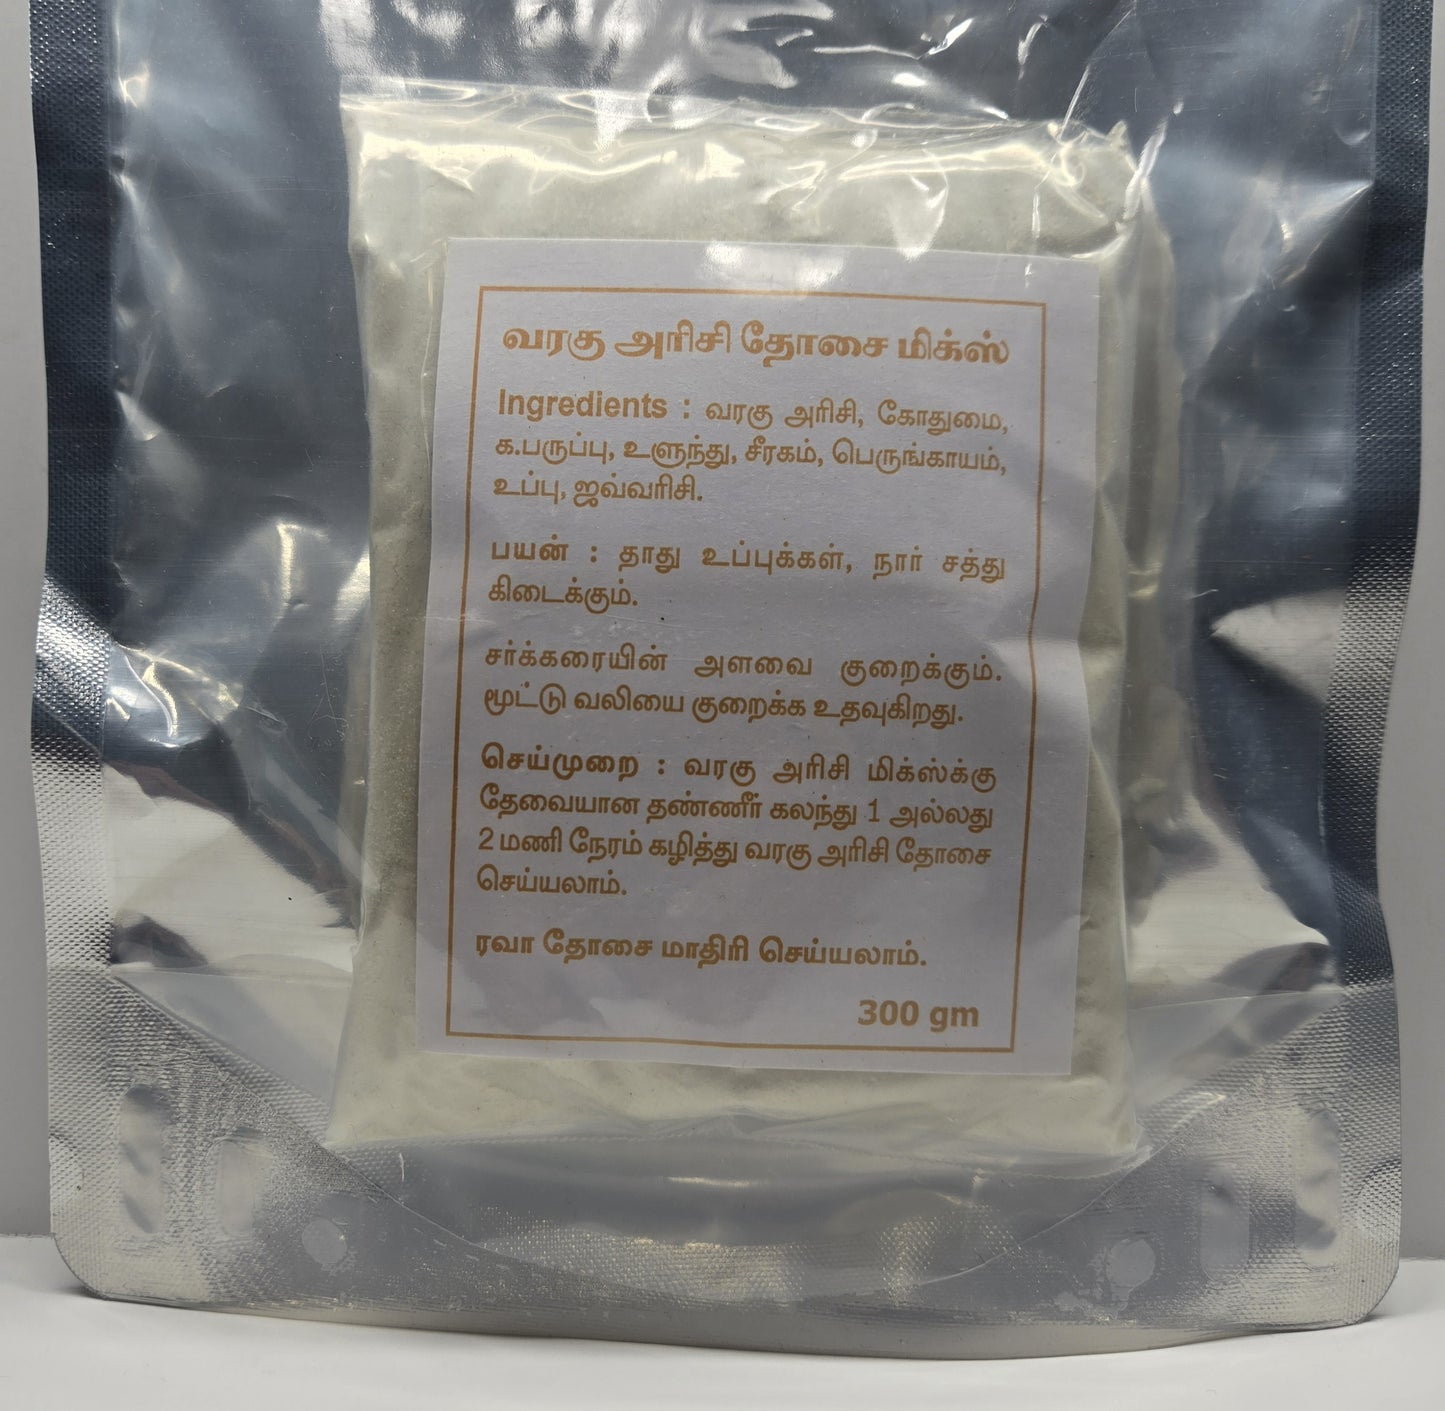 வரகு அரிசி தோசை மிக்ஸ்
Ingredients : வரகு அரிசி, கோதுமை,
க.பருப்பு, உளுந்து, சீரகம், பெருங்காயம்,
உப்பு, ஜவ்வரிசி.
பயன் : தாது உப்புக்கள், நார் சத்து
கிடைக்கும்.
சர்க்கரையின் அளவை குறைக்கும்.
மூட்டு வலியை குறைக்க உதவுகிறது.
செய்முறை : வரகு அரிசி மிக்ஸ்க்கு
தேவையான தண்ணீர் கலந்து 1 அல்லது
2 மணி நேரம் கழித்து வரகு அரிசி தோசை
செய்யலாம்.
ரவா தோசை மாதிரி செய்யலாம்.
300 gm